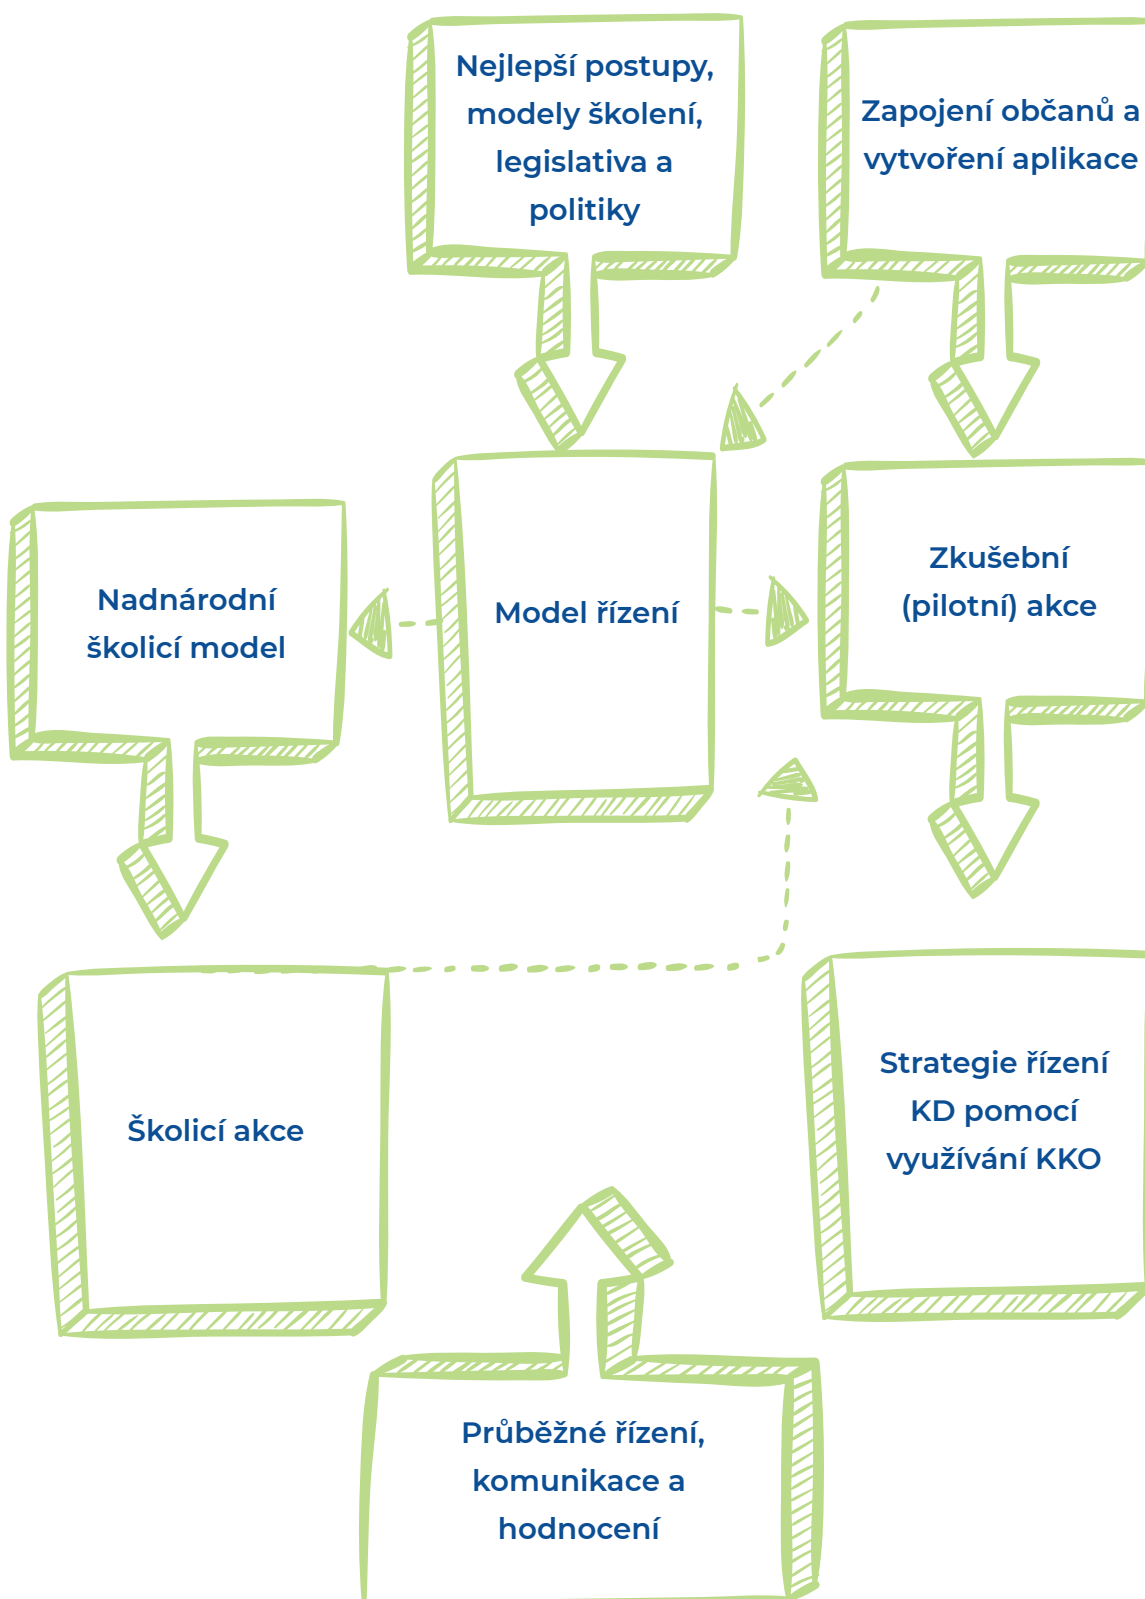 Nejlepší postupy,
modely školení,
legislativa a
politiky
Zapojení občanů a
vytvoření aplikace
Nadnárodní
školicí model
Model řízení
Zkušební
(pilotní) akce
Školicí akce
Strategie řízení
KD pomocí
využívání KKO
Průběžné řízení,
komunikace a
hodnocení